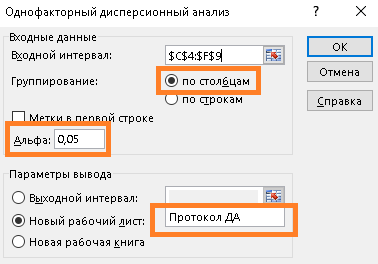 Однофакторный дисперсионный анализ
? ×
Входные данные
Входной интервал: $C$4:$F$9
OK
Группирование: по столбцам
Отмена
по строкам
Справка
Метки в первой строке
Альфа: 0,05
Параметры вывода
Выходной интервал:
Новый рабочий лист: Протокол ДА
Новая рабочая книга